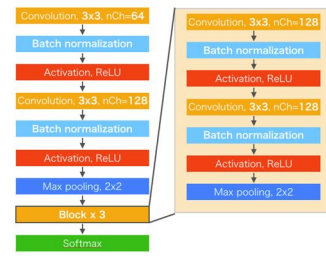 Convolution, 3x3, nCh=64
Batch normalization
Activation, ReLU
Convolution, 3x3, nCh=128
Batch normalization
Activation, ReLU
Max pooling, 2x2
Block x 3
Softmax
Convolution, 3x3, nCh=128
Batch normalization
Activation, ReLU
Convolution, 3x3, nCh=128
Batch normalization
Activation, ReLU
Max pooling, 2x2